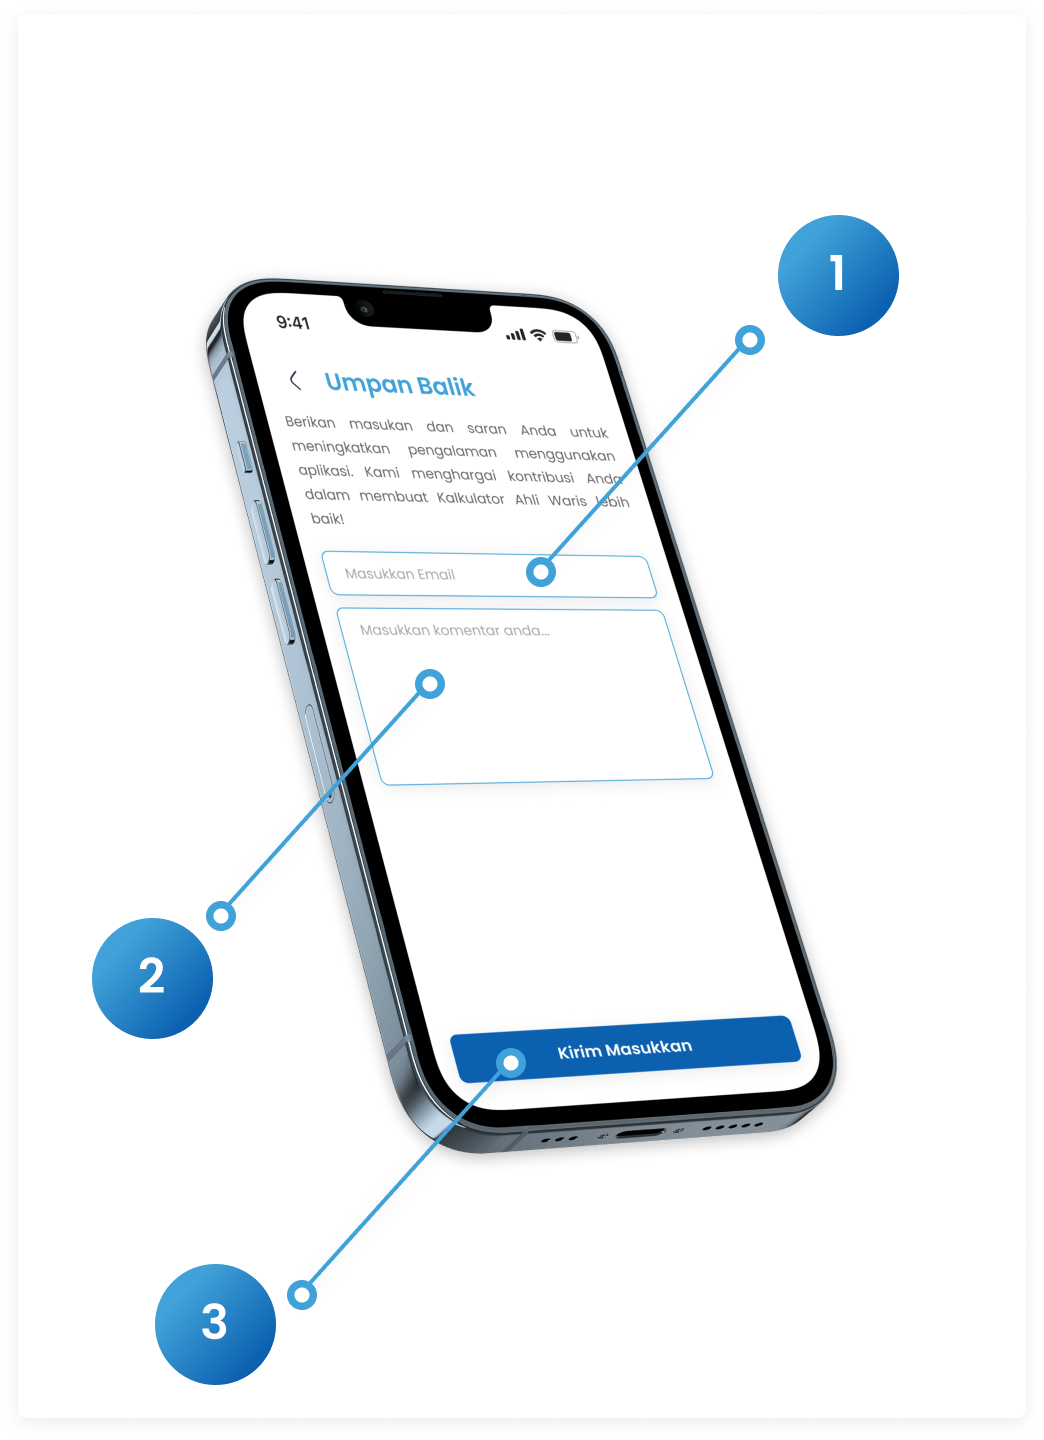 1
9:41
Umpan Balik
Berikan masukan dan saran Anda untuk
meningkatkan pengalaman menggunakan
aplikasi. Kami menghargai kontribusi Anda
dalam membuat Kalkulator Ahli Waris lebih
baik!
Masukkan Email
Masukkan komentar anda...
2
Kirim Masukkan
3